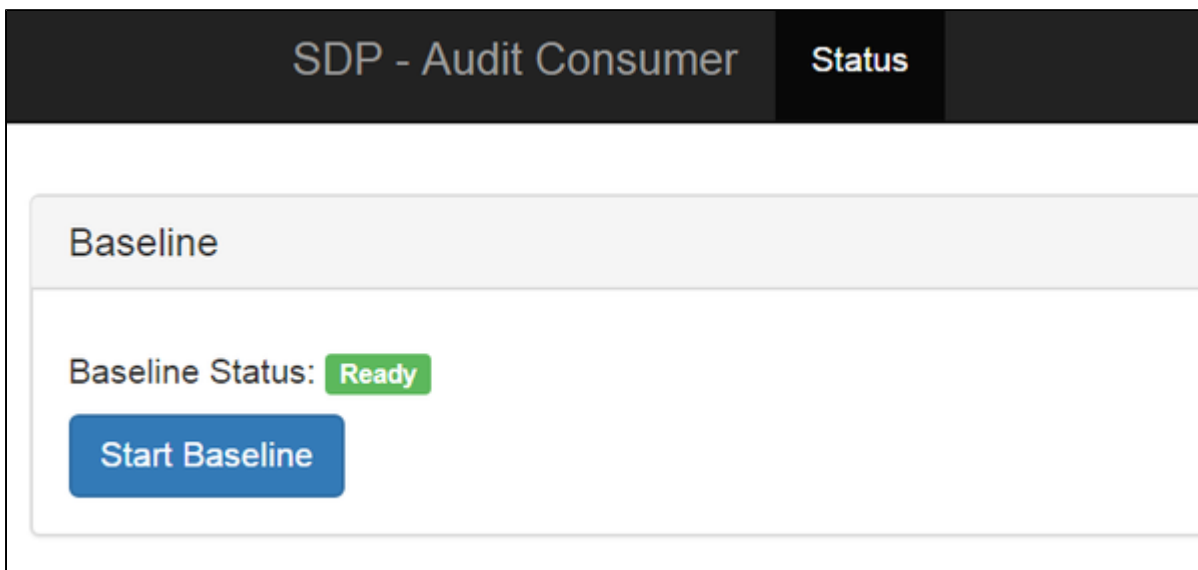 SDP - Audit Consumer Status
Baseline
Baseline Status: Ready
Start Baseline